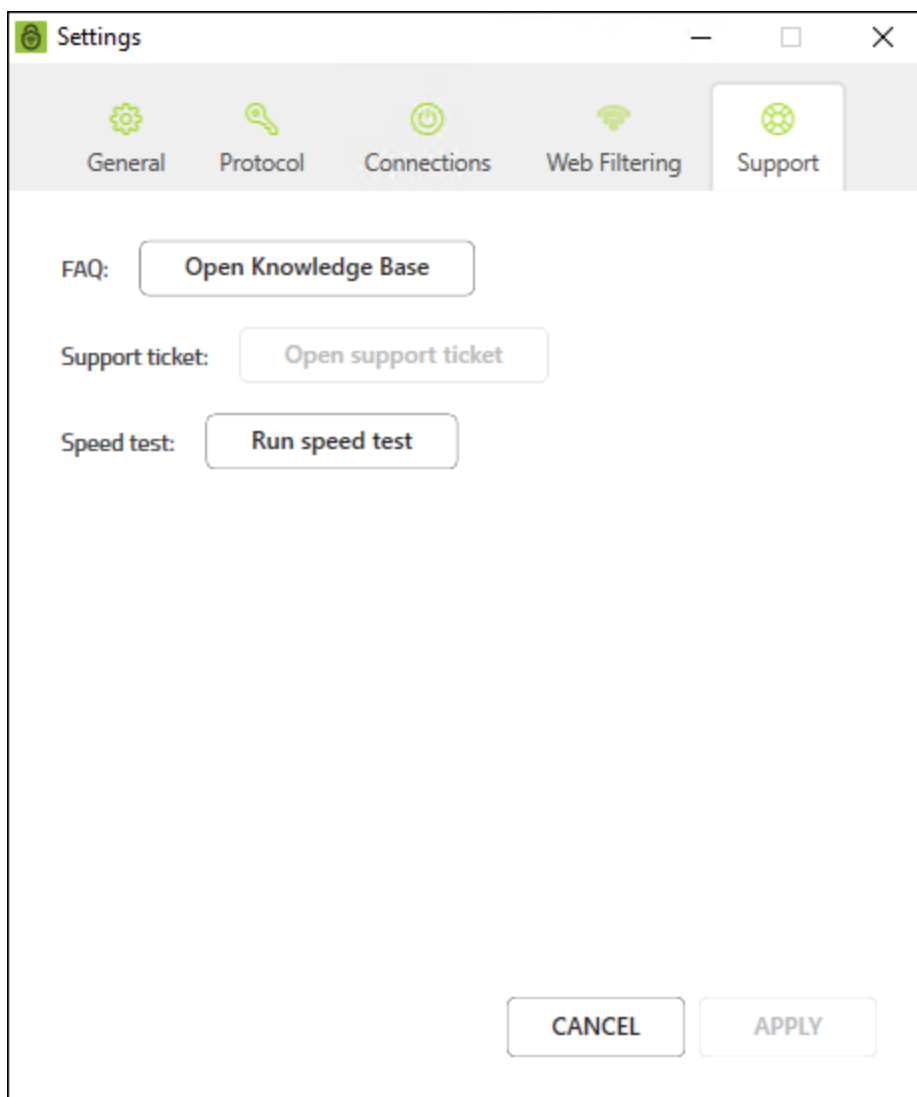 Settings
General Protocol Connections Web Filtering Support
FAQ: Open Knowledge Base
Support ticket: Open support ticket
Speed test: Run speed test
CANCEL APPLY